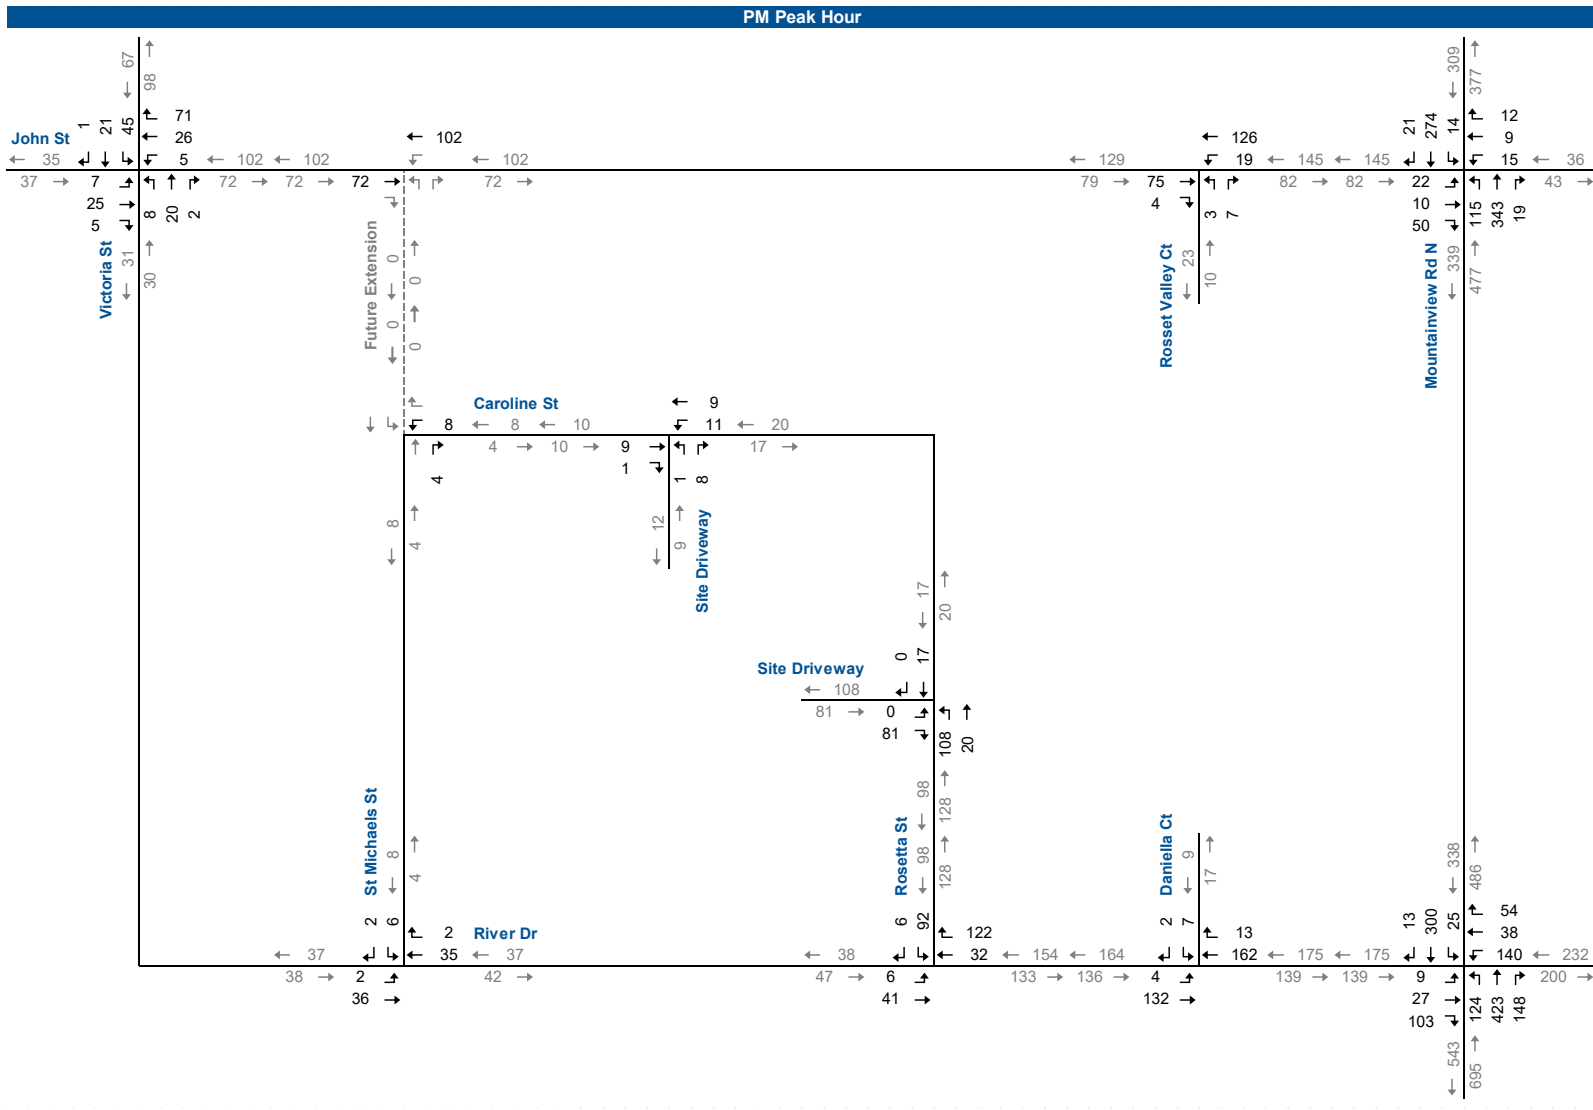 PM Peak Hour
67 98 309 377
1 21 45 71 21 274 14 12
John St 26 102 126 9
35 5 102 102 102 129 19 145 145 15 36
37 7 72 72 72 72 79 75 82 82 22 43
25 8 20 2 4 3 7 10 115 343 19
5 50
Victoria St 31 30 Future Extension 0 0 Rosset Valley Ct 23 10 Mountainview Rd N 339 477
0 0
Caroline St 9
8 8 10 11 20
4 10 9 17
4 1 1 8
8 4 12 9
Site Driveway
17 20
0 17
Site Driveway
108
81 0
81 108 20
98 128
St Michaels St 8 4 Rosetta St 98 128 Daniella Ct 9 17 338 486
2 6 2 River Dr 6 92 122 2 7 13 13 300 25 54
38
37 35 37 38 32 154 164 162 175 175 140 232
38 2 42 47 6 133 136 4 139 139 9 200
36 41 132 27 124 423 148
103
543 695